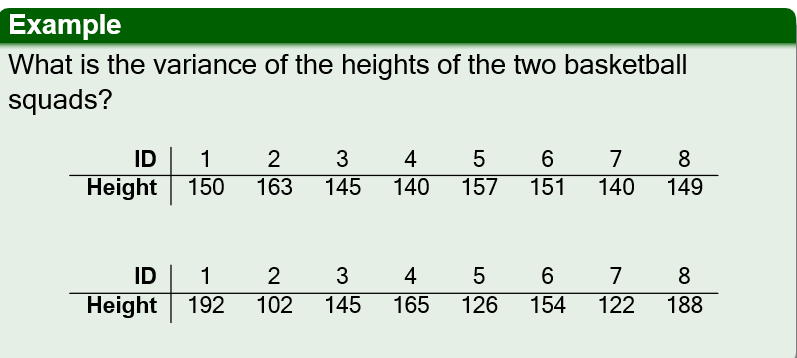 Example
What is the variance of the heights of the two basketball
squads?
ID 1 2 3 4 5 6 7 8
Height 150 163 145 140 157 151 140 149
ID 1 2 3 4 5 6 7 8
Height 192 102 145 165 126 154 122 188